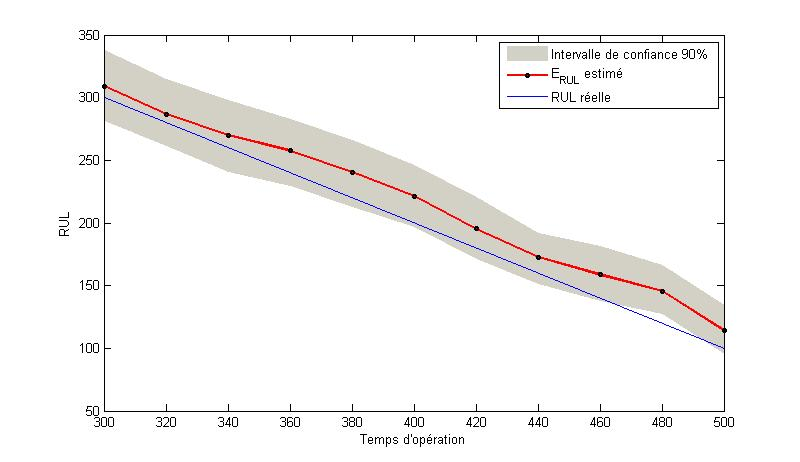 350
300
250
200
150
100
50
RUL
Intervalle de confiance 90%
E_RUL estimé
RUL réelle
300 320 340 360 380 400 420 440 460 480 500
Temps d'opération